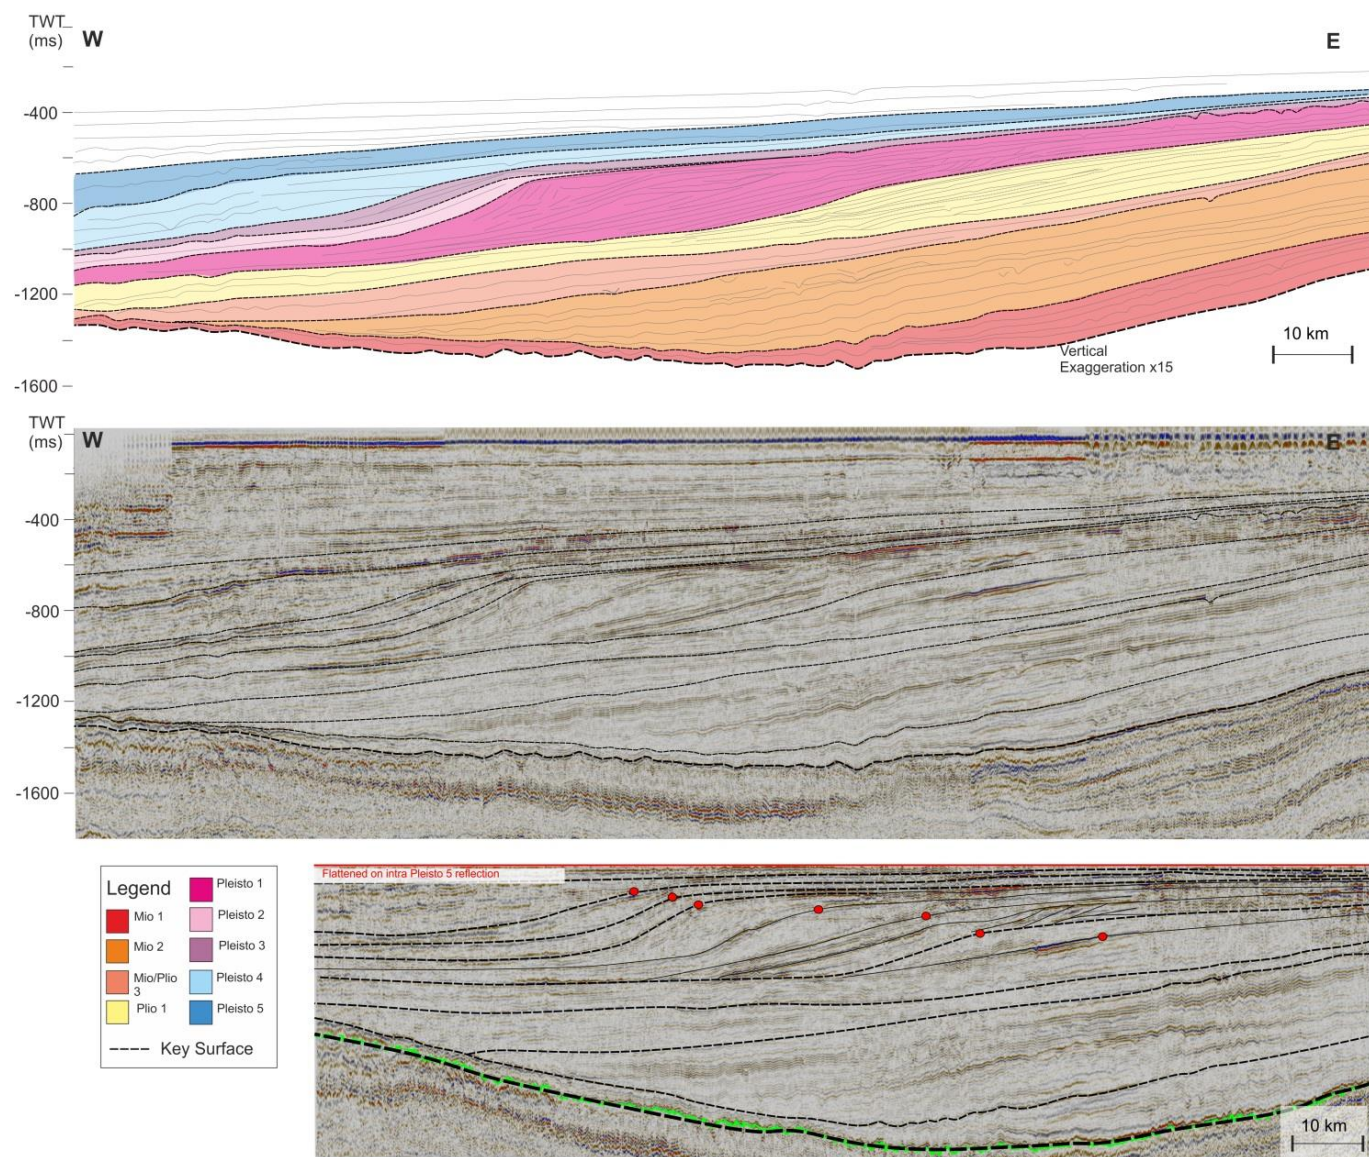 TWT
(ms)
W
E
-400
-800
-1200
-1600
10 km
Vertical
Exaggeration x15
TWT
(ms)
W
E
-400
-800
-1200
-1600
Legend
Mio 1
Mio 2
Mio/Plio
3
Plio 1
Pleisto 1
Pleisto 2
Pleisto 3
Pleisto 4
Pleisto 5
Key Surface
Flattened on intra Pleisto 5 reflection
10 km